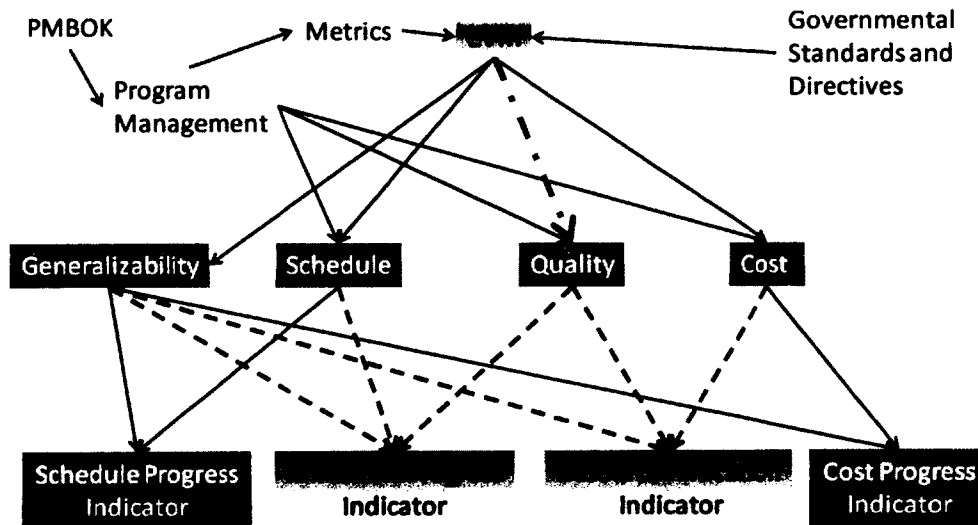 PMBOK
Metrics
Governmental
Standards and
Directives
Program
Management
Generalizability
Schedule
Quality
Cost
Schedule Progress
Indicator
Indicator
Indicator
Cost Progress
Indicator